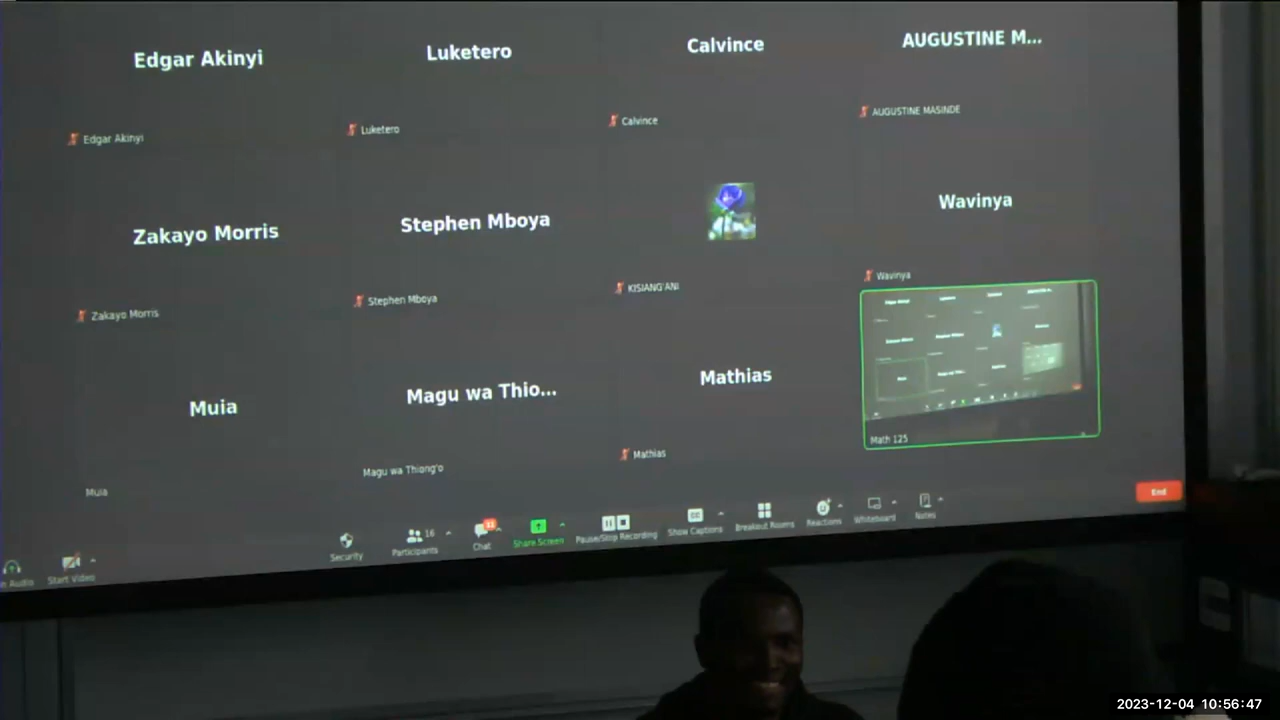 Edgar Akinyi
Luketero
Calvince
AUGUSTINE M...
Edgar Akinyi
Luketero
Calvince
AUGUSTINE MASINDE
Zakayo Morris
Stephen Mboya
Wavinya
Zakayo Morris
Stephen Mboya
KISIANG'ANI
Wavinya
Muia
Magu wa Thio...
Mathias
Math 125
Muia
Magu wa Thiong'o
Mathias
Audio
Start Video
Security
16
Participants
Chat
Share Screen
Pause/Stop Recording
CC
Show Captions
Breakout Rooms
Reactions
Whiteboard
Notes
End
2023-12-04 10:56:47